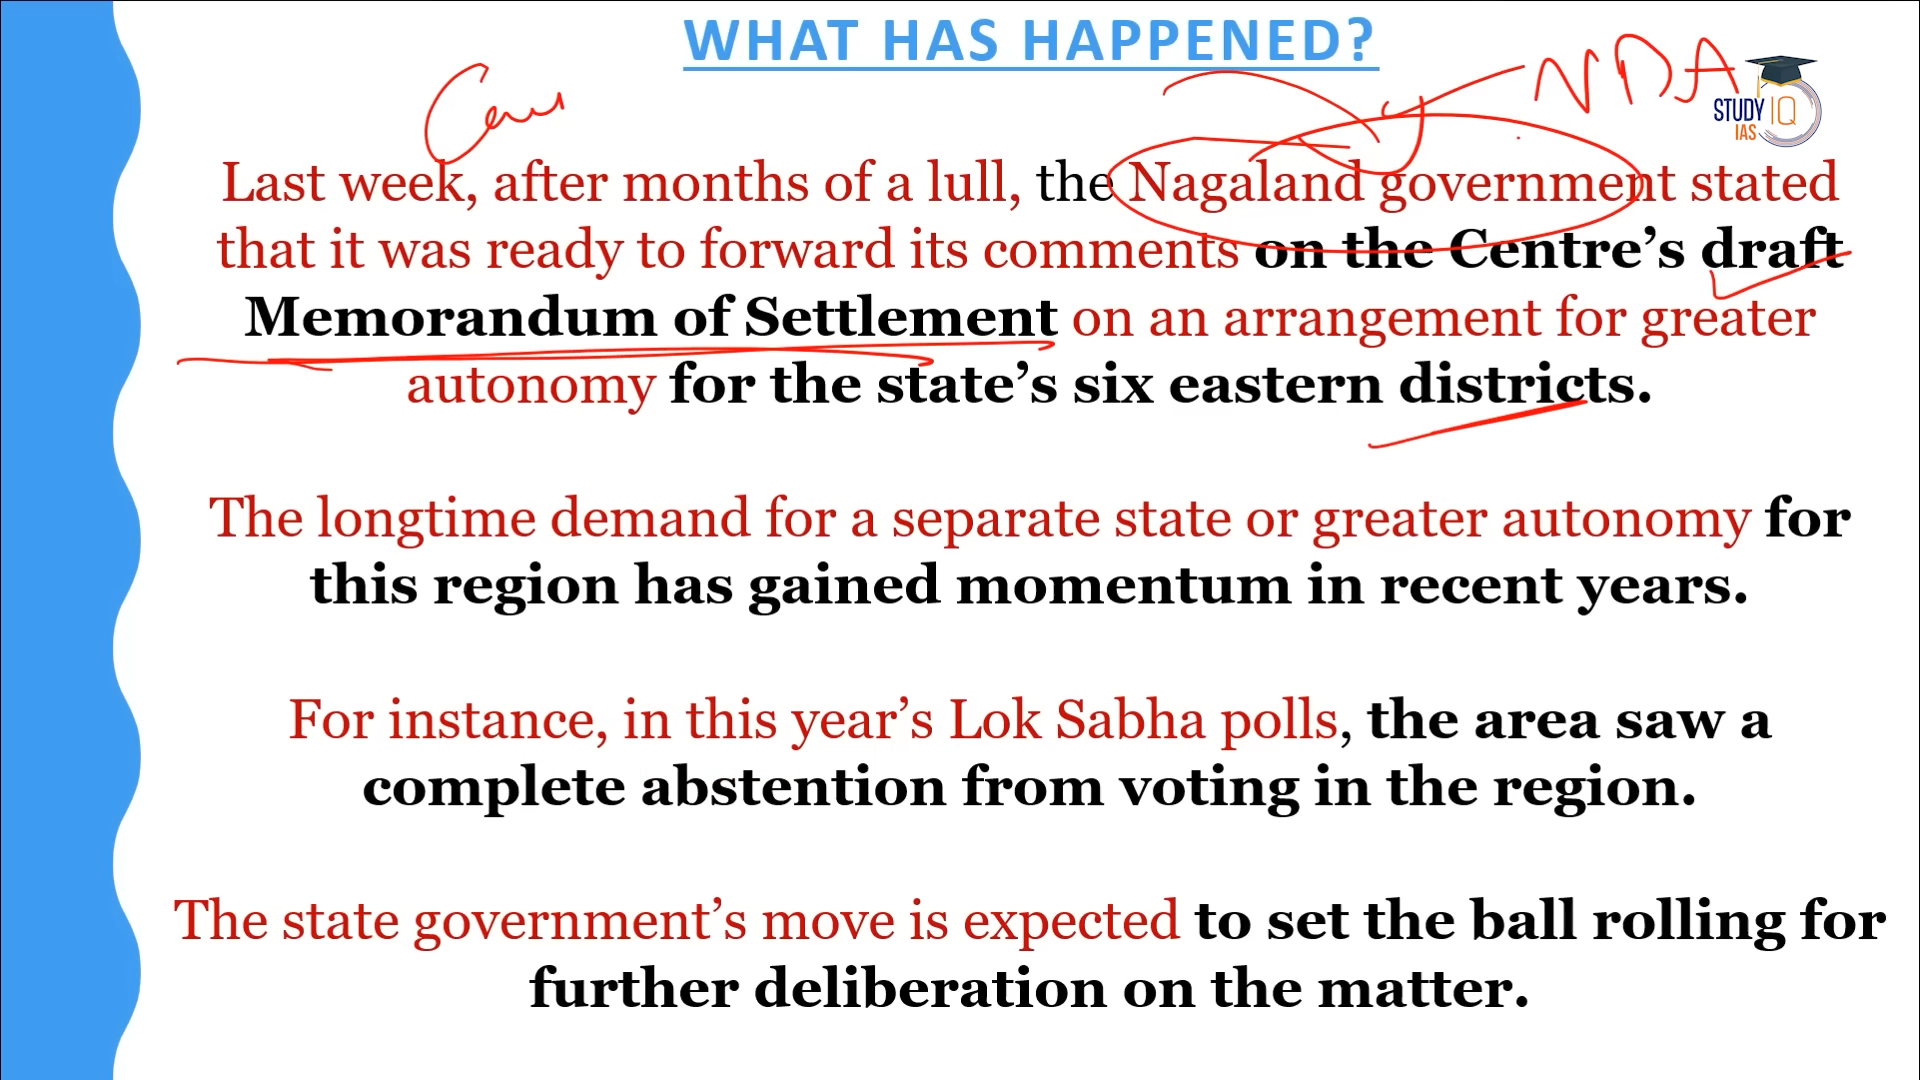 WHAT HAS HAPPENED?
NDA
STUDY IQ
IAS
Last week, after months of a lull, the Nagaland government stated
that it was ready to forward its comments on the Centre’s draft
Memorandum of Settlement on an arrangement for greater
autonomy for the state’s six eastern districts.
The longtime demand for a separate state or greater autonomy for
this region has gained momentum in recent years.
For instance, in this year’s Lok Sabha polls, the area saw a
complete abstention from voting in the region.
The state government’s move is expected to set the ball rolling for
further deliberation on the matter.